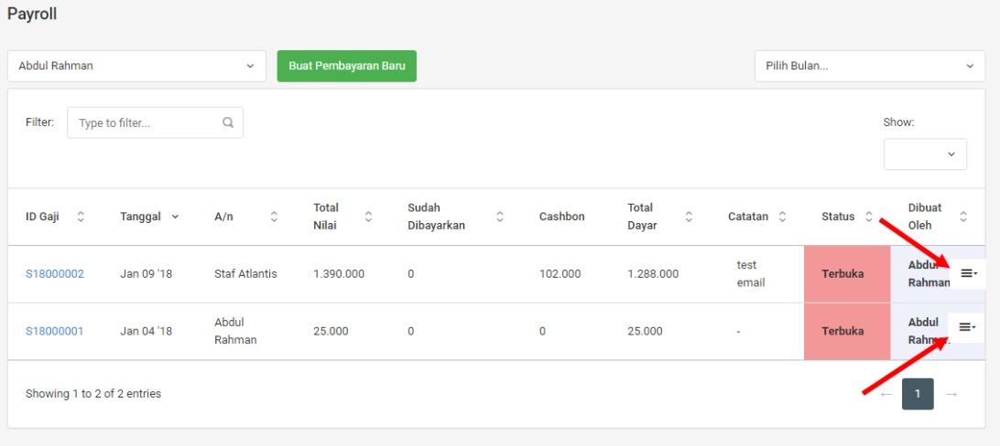 Payroll
Abdul Rahman
Buat Pembayaran Baru
Pilih Bulan...
Filter:
Type to filter...
Show:
ID Gaji
Tanggal
A/n
Total
Nilai
Sudah
Dibayarkan
Cashbon
Total
Dayar
Catatan
Status
Dibuat
Oleh
S18000002
Jan 09 '18
Staf Atlantis
1.390.000
0
102.000
1.288.000
test
email
Terbuka
Abdul
Rahman
S18000001
Jan 04 '18
Abdul
Rahman
25.000
0
0
25.000
-
Terbuka
Abdul
Rahman
Showing 1 to 2 of 2 entries
← 1 →